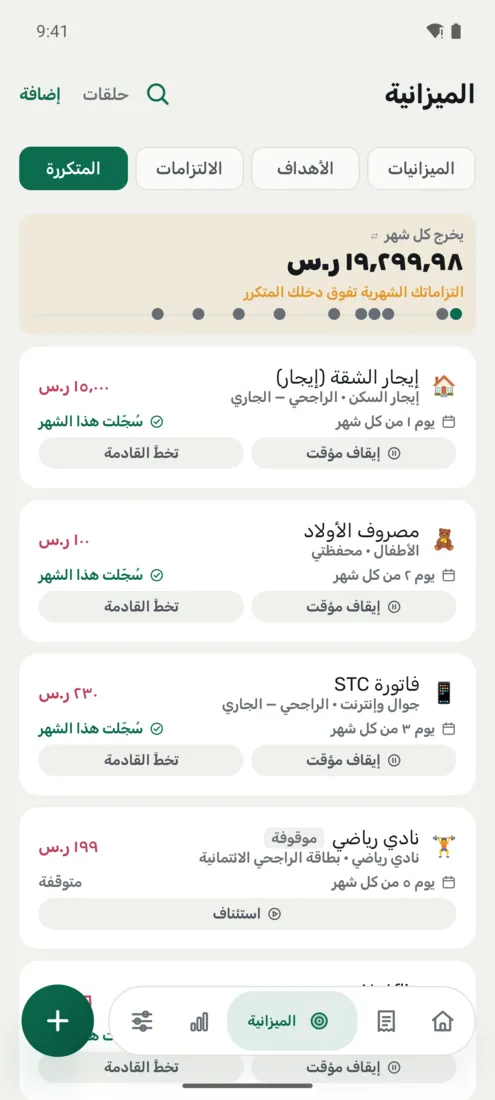 9:41
الميزانية
حلقات
إضافة
الميزانيات
الأهداف
الالتزامات
المتكررة
يخرج كل شهر
١٩,٢٩٩,٩٨ ر.س
التزاماتك الشهرية تفوق دخلك المتكرر
إيجار الشقة (إيجار)
١٥,٠٠٠ ر.س
إيجار السكن • الراجحي – الجاري
يوم ١ من كل شهر
سُجّلت هذا الشهر
إيقاف مؤقت
تخطَّ القادمة
مصروف الأولاد
١٠٠ ر.س
الأطفال • محفظتي
يوم ٢ من كل شهر
سُجّلت هذا الشهر
إيقاف مؤقت
تخطَّ القادمة
فاتورة STC
٢٣٠ ر.س
جوال وإنترنت • الراجحي – الجاري
يوم ٣ من كل شهر
سُجّلت هذا الشهر
إيقاف مؤقت
تخطَّ القادمة
نادي رياضي
موقوفة
١٩٩ ر.س
نادي رياضي • بطاقة الراجحي الائتمانية
يوم ٥ من كل شهر
متوقّفة
استئناف
الميزانية
إيقاف مؤقت
تخطَّ القادمة